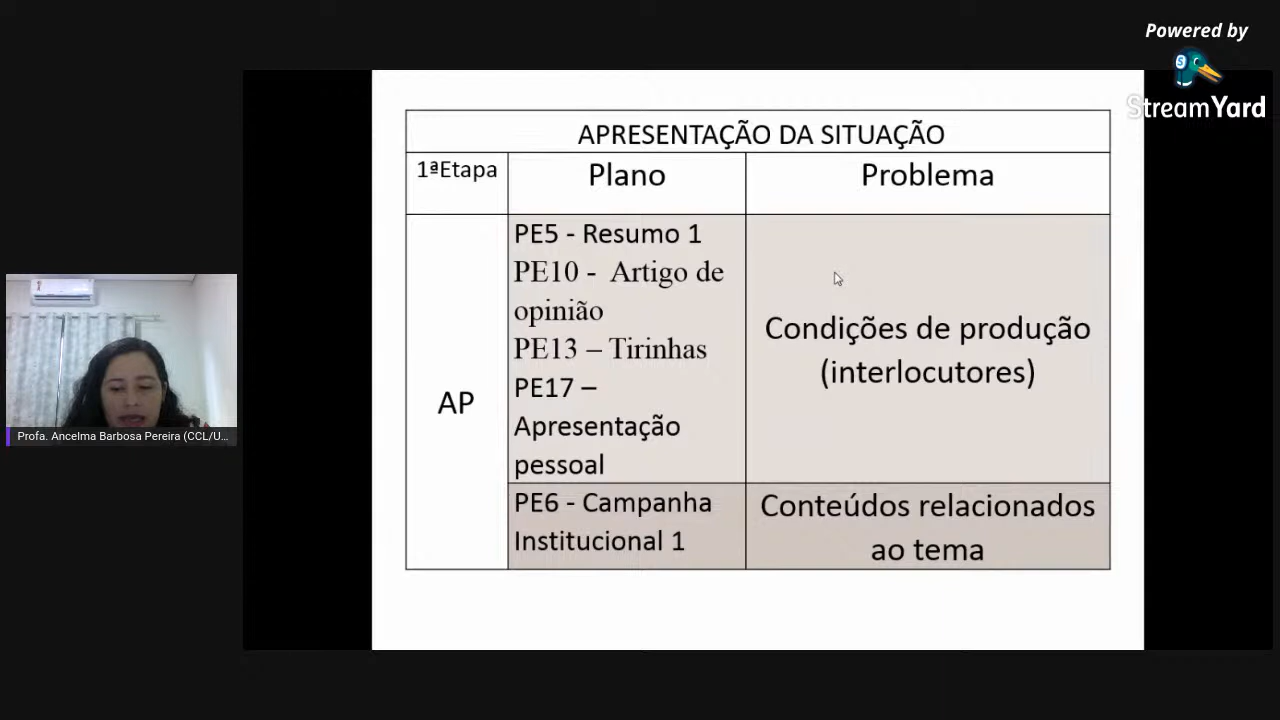 Powered by
StreamYard
APRESENTAÇÃO DA SITUAÇÃO
1ªEtapa
Plano
Problema
AP
PE5 - Resumo 1
PE10 - Artigo de
opinião
PE13 – Tirinhas
PE17 –
Apresentação
pessoal
Condições de produção
(interlocutores)
PE6 - Campanha
Institucional 1
Conteúdos relacionados
ao tema
Profa. Ancelma Barbosa Pereira (CCL/U...